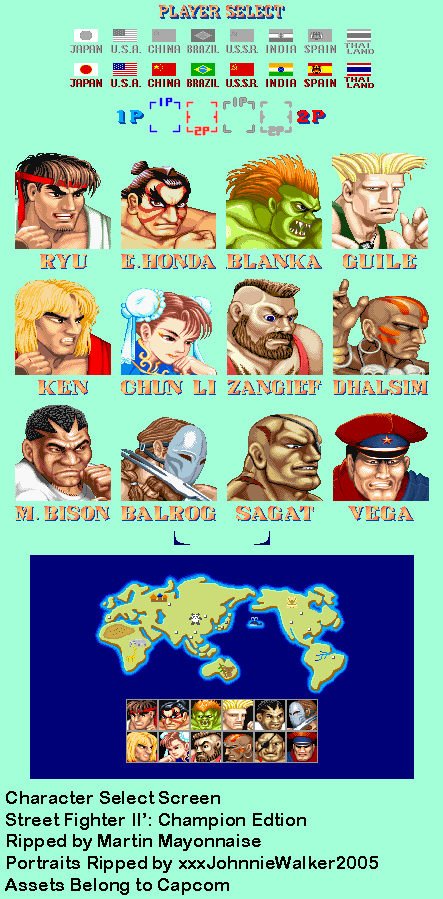 PLAYER SELECT
JAPAN U.S.A. CHINA BRAZIL U.S.S.R. INDIA SPAIN THAI LAND
JAPAN U.S.A. CHINA BRAZIL U.S.S.R. INDIA SPAIN THAI LAND
1P 1P 2P 1P 2P 2P
RYU E.HONDA BLANKA GUILE
KEN CHUN LI ZANGIEF DHALSIM
M.BISON BALROG SAGAT VEGA
Character Select Screen
Street Fighter II': Champion Edtion
Ripped by Martin Mayonnaise
Portraits Ripped by xxxJohnnieWalker2005
Assets Belong to Capcom